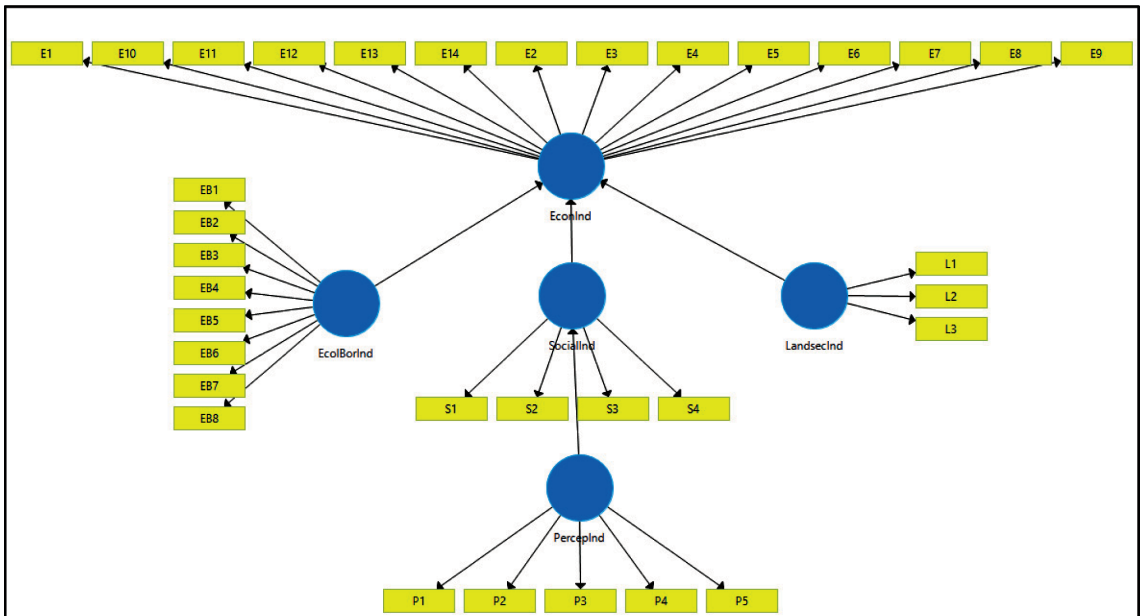 E1 E10 E11 E12 E13 E14 E2 E3 E4 E5 E6 E7 E8 E9
EconInd
EB1
EB2
EB3
EB4
EB5
EB6
EB7
EB8
EcolBorInd
SocialInd
S1 S2 S3 S4
LandsecInd
L1
L2
L3
PercepInd
P1 P2 P3 P4 P5